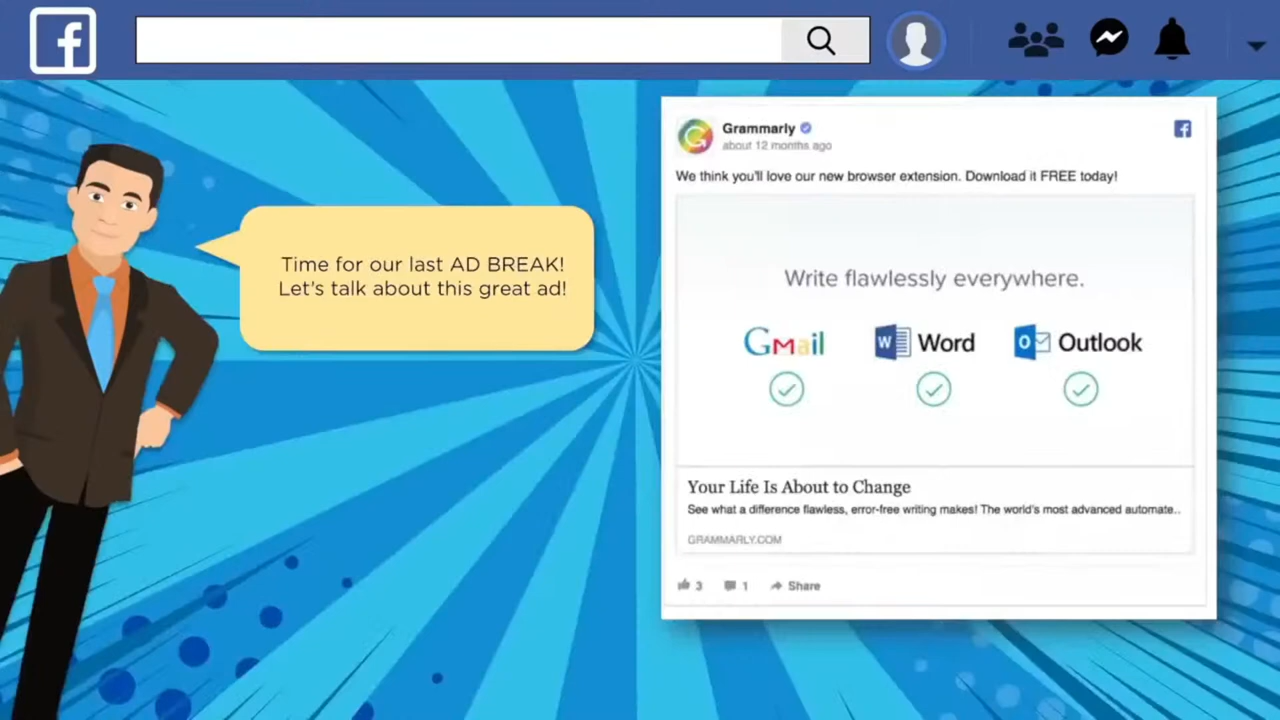 Time for our last AD BREAK!
Let's talk about this great ad!
Grammarly
about 12 months ago
We think you'll love our new browser extension. Download it FREE today!
Write flawlessly everywhere.
Gmail Word Outlook
Your Life Is About to Change
See what a difference flawless, error-free writing makes! The world's most advanced automate..
GRAMMARLY.COM
3 1 Share